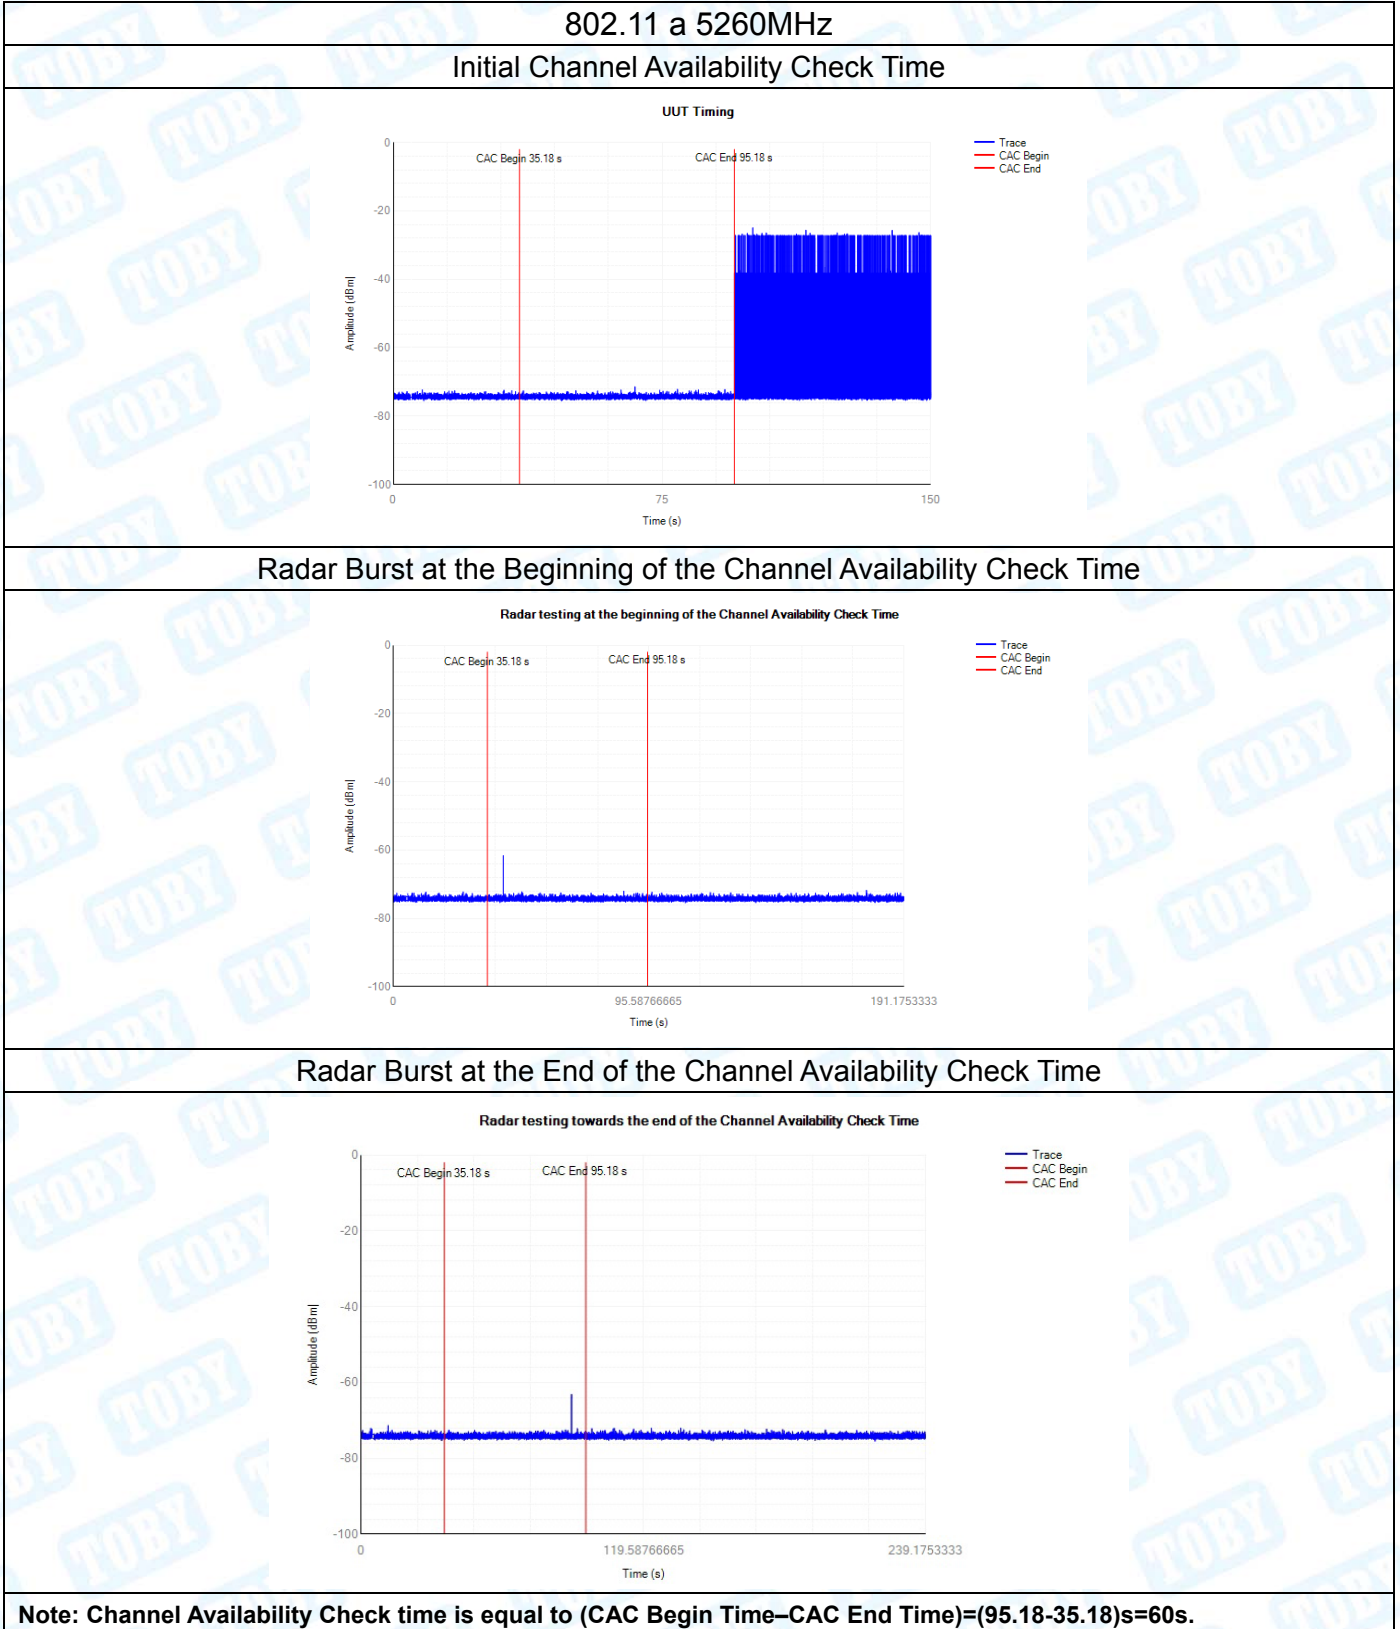 802.11 a 5260MHz
Initial Channel Availability Check Time
UUT Timing
CAC Begin 35.18 s
CAC End 95.18 s
Trace
CAC Begin
CAC End
0
-20
-40
-60
-80
-100
Amplitude [dBm]
0
75
150
Time (s)
Radar Burst at the Beginning of the Channel Availability Check Time
Radar testing at the beginning of the Channel Availability Check Time
CAC Begin 35.18 s
CAC End 95.18 s
Trace
CAC Begin
CAC End
0
-20
-40
-60
-80
-100
Amplitude [dBm]
0
95.58766665
191.1753333
Time (s)
Radar Burst at the End of the Channel Availability Check Time
Radar testing towards the end of the Channel Availability Check Time
CAC Begin 35.18 s
CAC End 95.18 s
Trace
CAC Begin
CAC End
0
-20
-40
-60
-80
-100
Amplitude [dBm]
0
119.58766665
239.1753333
Time (s)
Note: Channel Availability Check time is equal to (CAC Begin Time–CAC End Time)=(95.18-35.18)s=60s.
TOBY